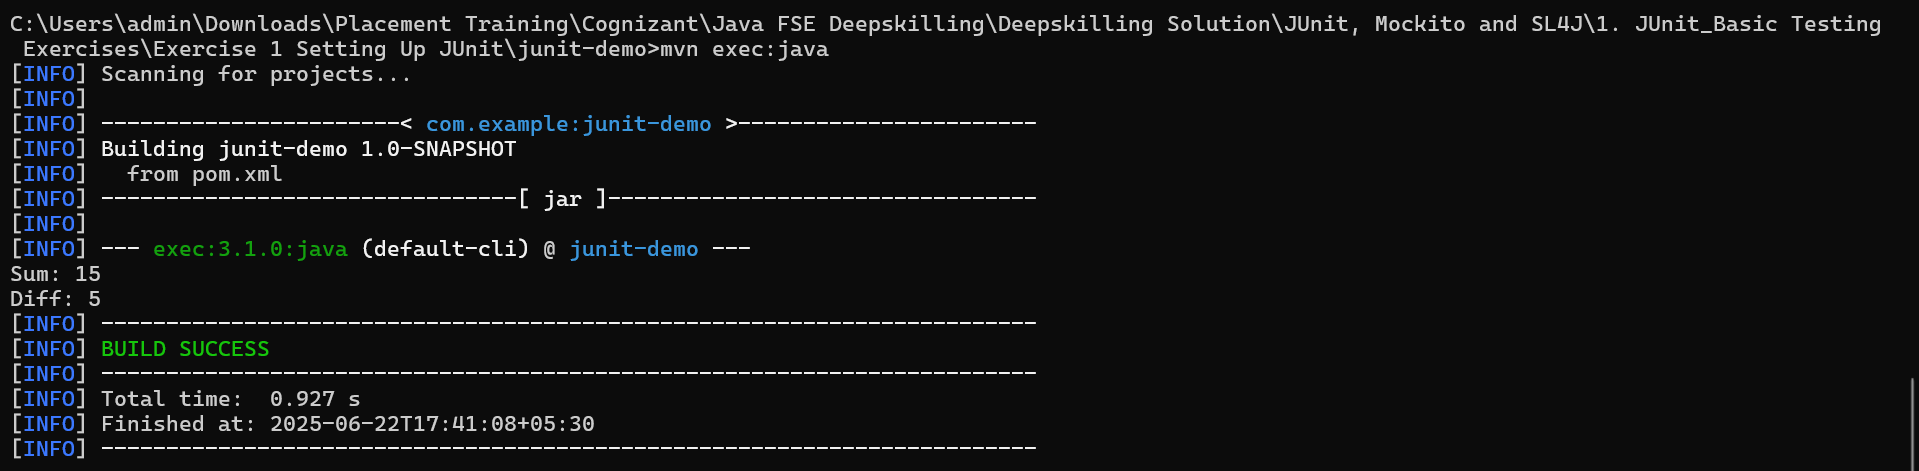 C:\Users\admin\Downloads\Placement Training\Cognizant\Java FSE Deepskilling\Deepskilling Solution\JUnit, Mockito and SL4J\1. JUnit_Basic Testing
 Exercises\Exercise 1 Setting Up JUnit\junit-demo>mvn exec:java
[INFO] Scanning for projects...
[INFO]
[INFO] -----------------------< com.example:junit-demo >-----------------------
[INFO] Building junit-demo 1.0-SNAPSHOT
[INFO]   from pom.xml
[INFO] --------------------------------[ jar ]---------------------------------
[INFO]
[INFO] --- exec:3.1.0:java (default-cli) @ junit-demo ---
Sum: 15
Diff: 5
[INFO] ------------------------------------------------------------------------
[INFO] BUILD SUCCESS
[INFO] ------------------------------------------------------------------------
[INFO] Total time:  0.927 s
[INFO] Finished at: 2025-06-22T17:41:08+05:30
[INFO] ------------------------------------------------------------------------